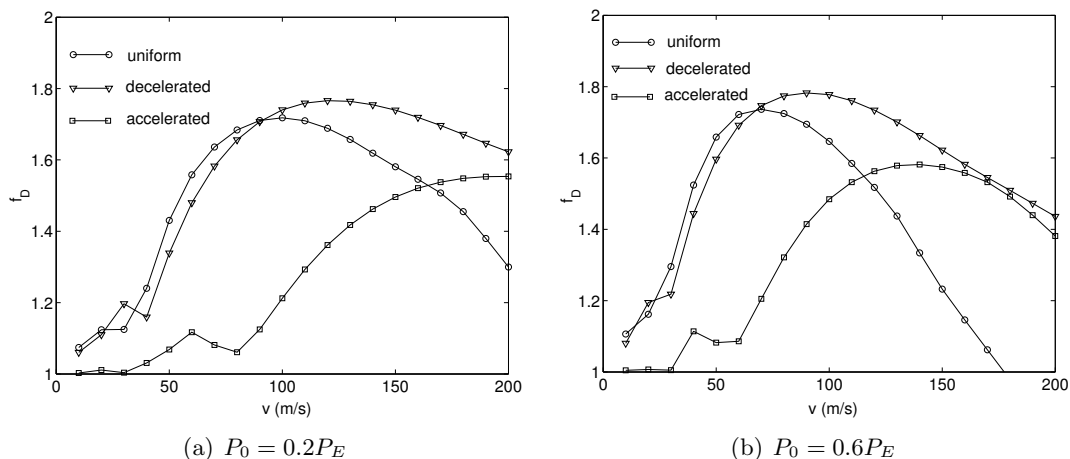 2
1.8
1.6
1.4
1.2
1
0
50
100
150
200
f_D
v (m/s)
uniform
decelerated
accelerated
(a) P_0 = 0.2P_E
2
1.8
1.6
1.4
1.2
1
0
50
100
150
200
f_D
v (m/s)
uniform
decelerated
accelerated
(b) P_0 = 0.6P_E